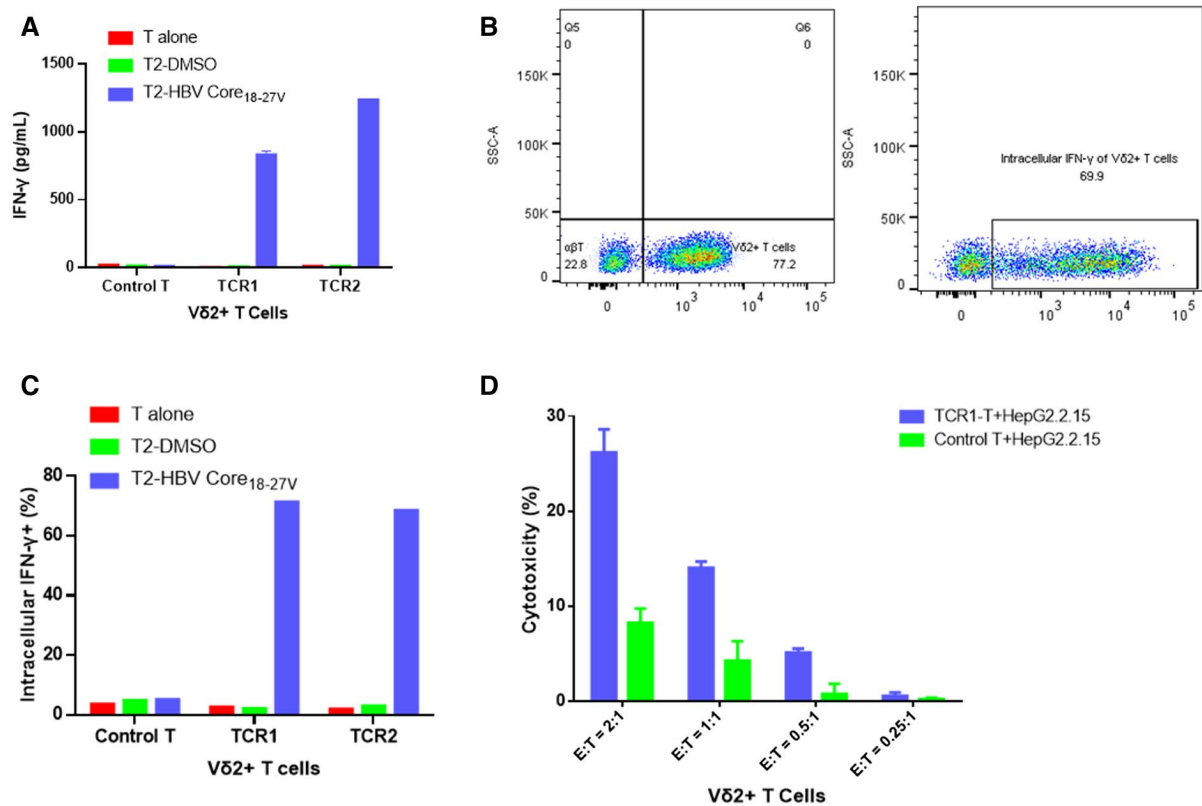 A
T alone
T2-DMSO
T2-HBV Core18-27V
IFN-γ (pg/mL)
1500
1000
500
0
Control T TCR1 TCR2
Vδ2+ T Cells
B
Q5
0
Q6
0
SSC-A
150K
100K
50K
0
αβT
22.8
Vδ2+ T cells
77.2
0 10^3 10^4 10^5
SSC-A
150K
100K
50K
0
Intracellular IFN-γ of Vδ2+ T cells
69.9
0 10^3 10^4 10^5
C
T alone
T2-DMSO
T2-HBV Core18-27V
Intracellular IFN-γ+ (%)
80
60
40
20
0
Control T TCR1 TCR2
Vδ2+ T cells
D
TCR1-T+HepG2.2.15
Control T+HepG2.2.15
Cytotoxicity (%)
30
20
10
0
E:T = 2:1
E:T = 1:1
E:T = 0.5:1
E:T = 0.25:1
Vδ2+ T Cells